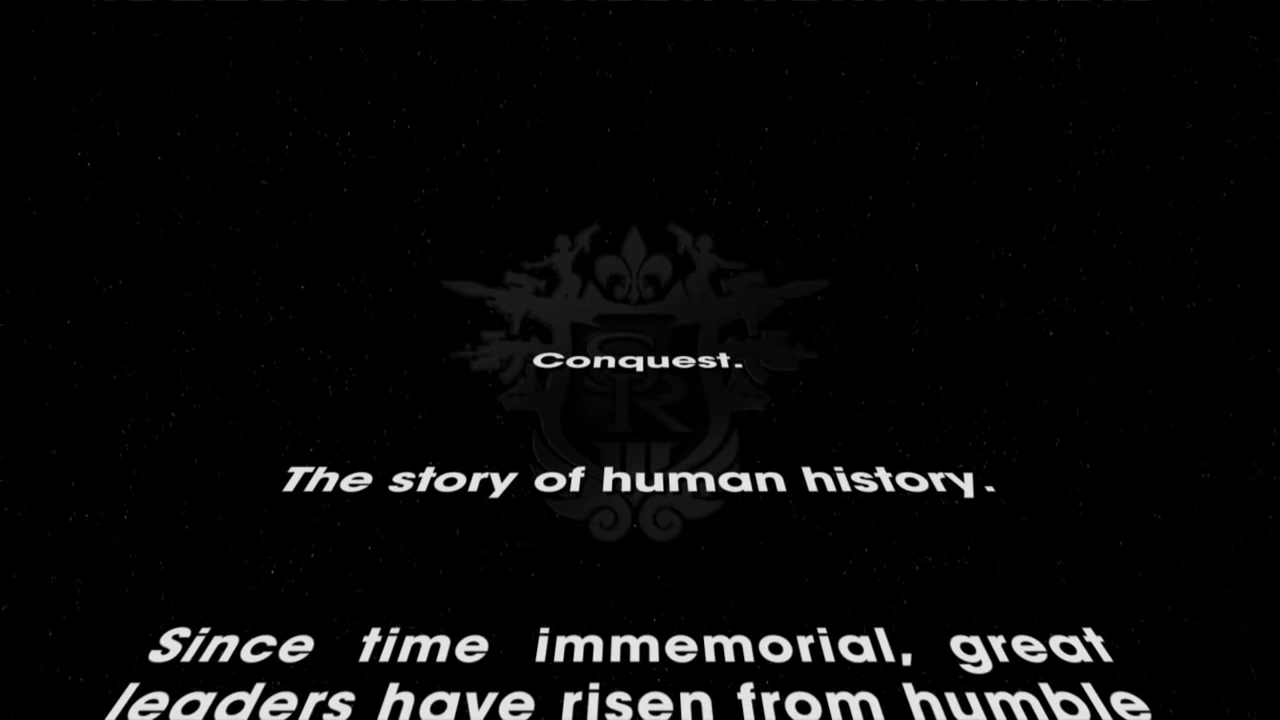 Conquest.
The story of human history.
Since time immemorial, great
leaders have risen from humble